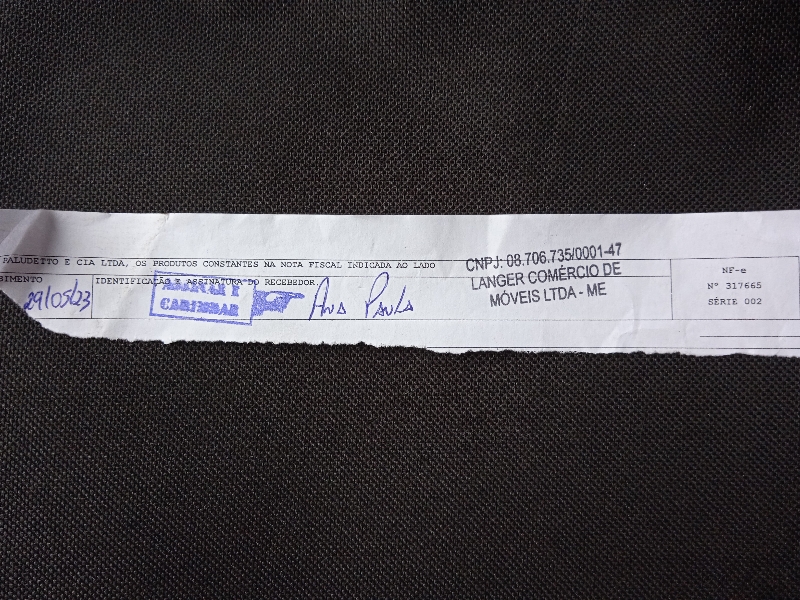 PALUDETTO E CIA LTDA, OS PRODUTOS CONSTANTES NA NOTA FISCAL INDICADA AO LADO
BIMENTO
29/05/23
IDENTIFICAÇÃO E ASSINATURA DO RECEBEDOR.
CARIMBAR
Ana Paula
CNPJ: 08.706.735/0001-47
LANGER COMÉRCIO DE
MÓVEIS LTDA - ME
NF-e
Nº 317665
SÉRIE 002